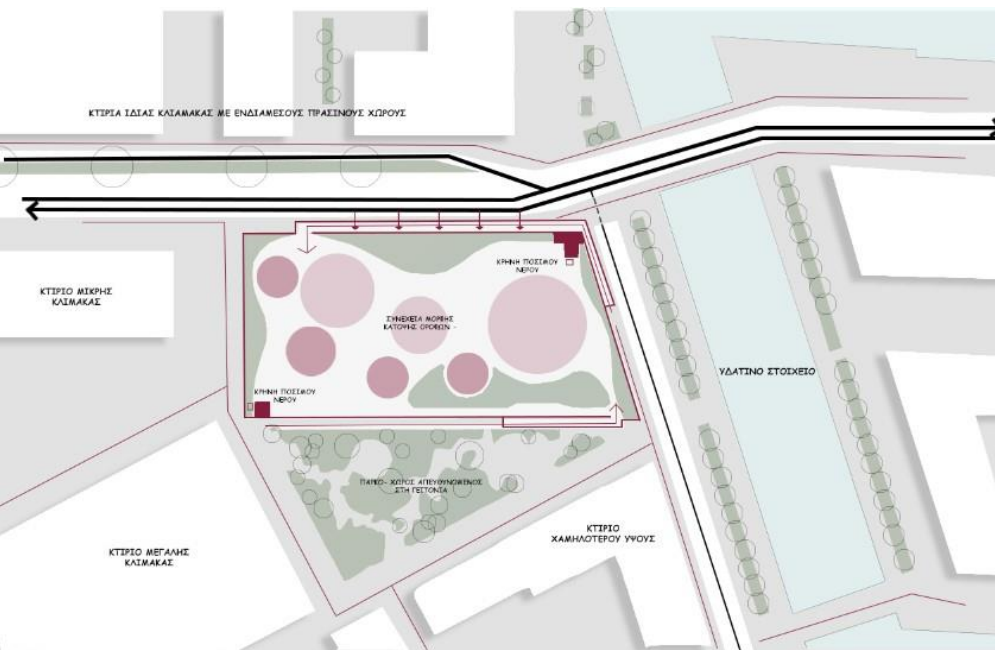 ΚΤΙΡΙΑ ΙΔΙΑΣ ΚΛΙΑΜΑΚΑΣ ΜΕ ΕΝΔΙΑΜΕΣΟΥΣ ΠΡΑΣΙΝΟΥΣ ΧΩΡΟΥΣ
ΚΡΗΝΗ ΠΟΣΙΜΟΥ
ΝΕΡΟΥ
ΚΤΙΡΙΟ ΜΙΚΡΗΣ
ΚΛΙΜΑΚΑΣ
ΣΥΝΕΧΕΙΑ ΜΟΡΦΗΣ
ΚΑΤΟΨΗΣ ΟΡΟΦΩΝ -
ΥΔΑΤΙΝΟ ΣΤΟΙΧΕΙΟ
ΚΡΗΝΗ ΠΟΣΙΜΟΥ
ΝΕΡΟΥ
ΠΑΡΚΟ- ΧΩΡΟΣ ΑΠΕΥΘΥΝΟΜΕΝΟΣ
ΣΤΗ ΓΕΙΤΟΝΙΑ
ΚΤΙΡΙΟ
ΧΑΜΗΛΟΤΕΡΟΥ ΥΨΟΥΣ
ΚΤΙΡΙΟ ΜΕΓΑΛΗΣ
ΚΛΙΜΑΚΑΣ